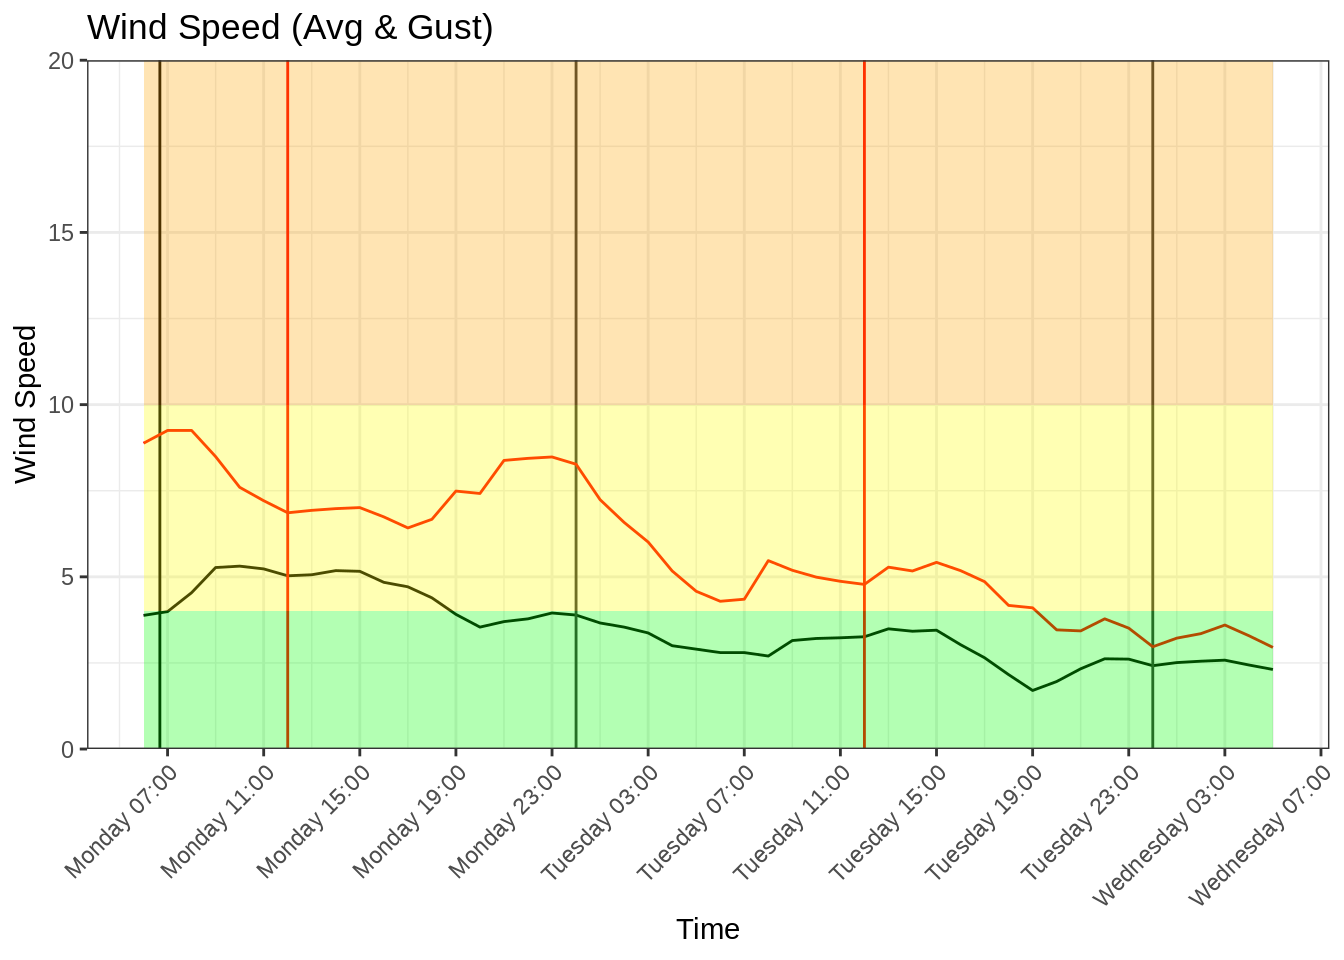 Wind Speed (Avg & Gust)
20
15
10
5
0
Wind Speed
Monday 07:00
Monday 11:00
Monday 15:00
Monday 19:00
Monday 23:00
Tuesday 03:00
Tuesday 07:00
Tuesday 11:00
Tuesday 15:00
Tuesday 19:00
Tuesday 23:00
Wednesday 03:00
Wednesday 07:00
Time